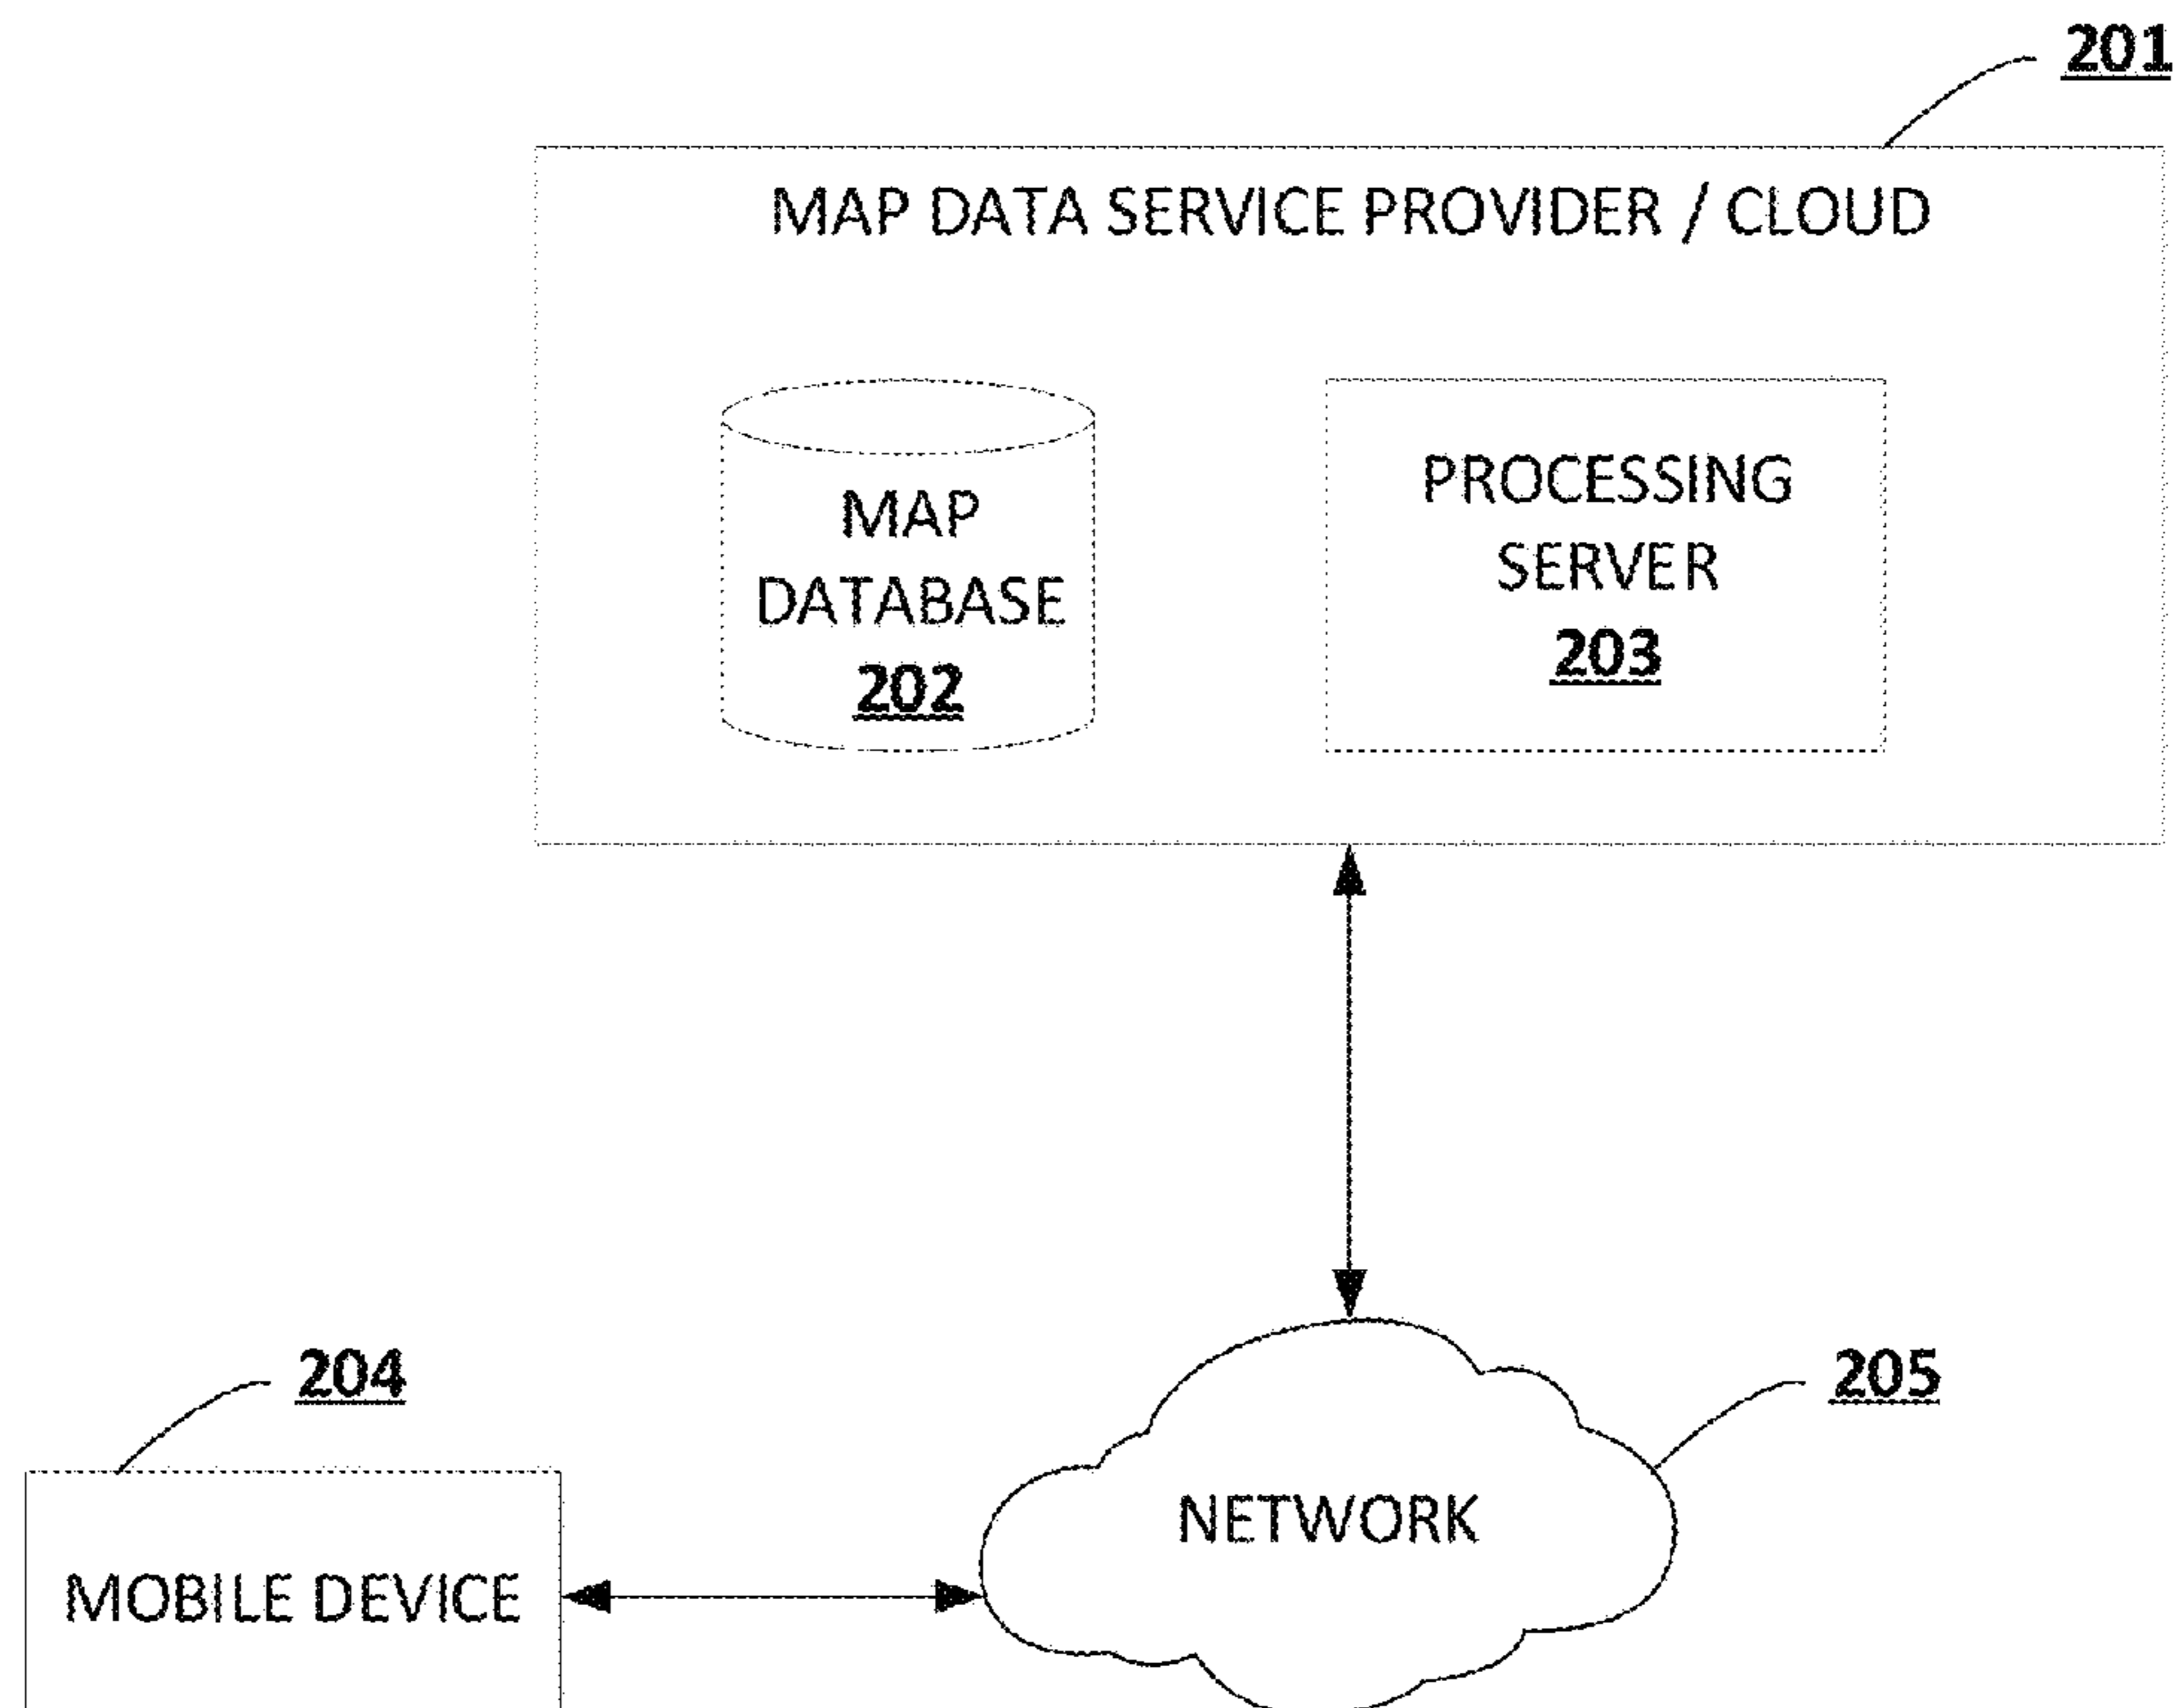 201
MAP DATA SERVICE PROVIDER / CLOUD
MAP
DATABASE
202
PROCESSING
SERVER
203
204
205
NETWORK
MOBILE DEVICE